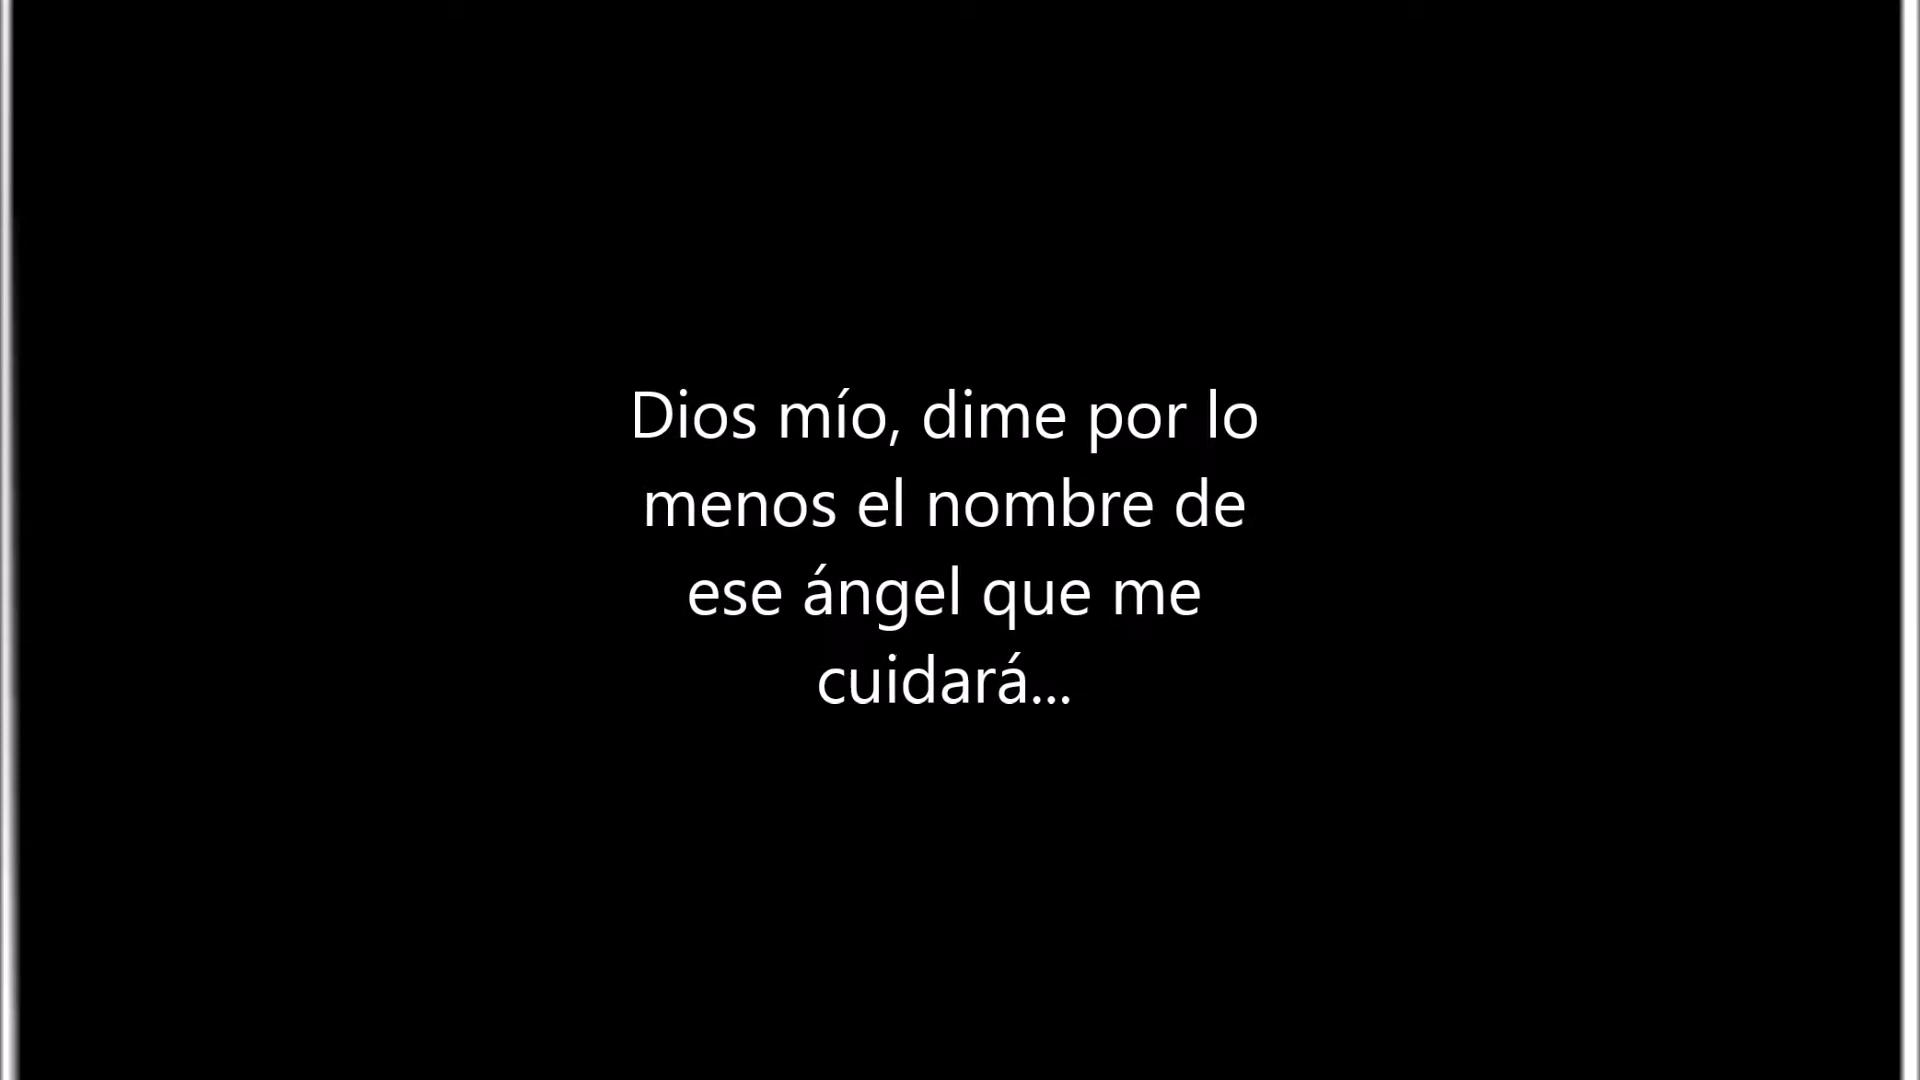 Dios mío, dime por lo
menos el nombre de
ese ángel que me
cuidará...